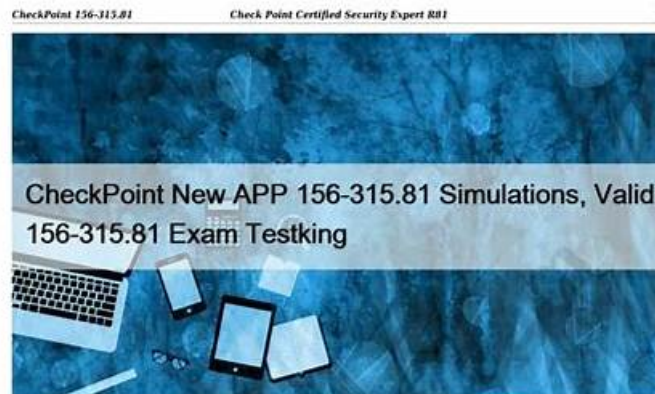 CheckPoint 156-315.81 Check Point Certified Security Expert R81
CheckPoint New APP 156-315.81 Simulations, Valid
156-315.81 Exam Testking